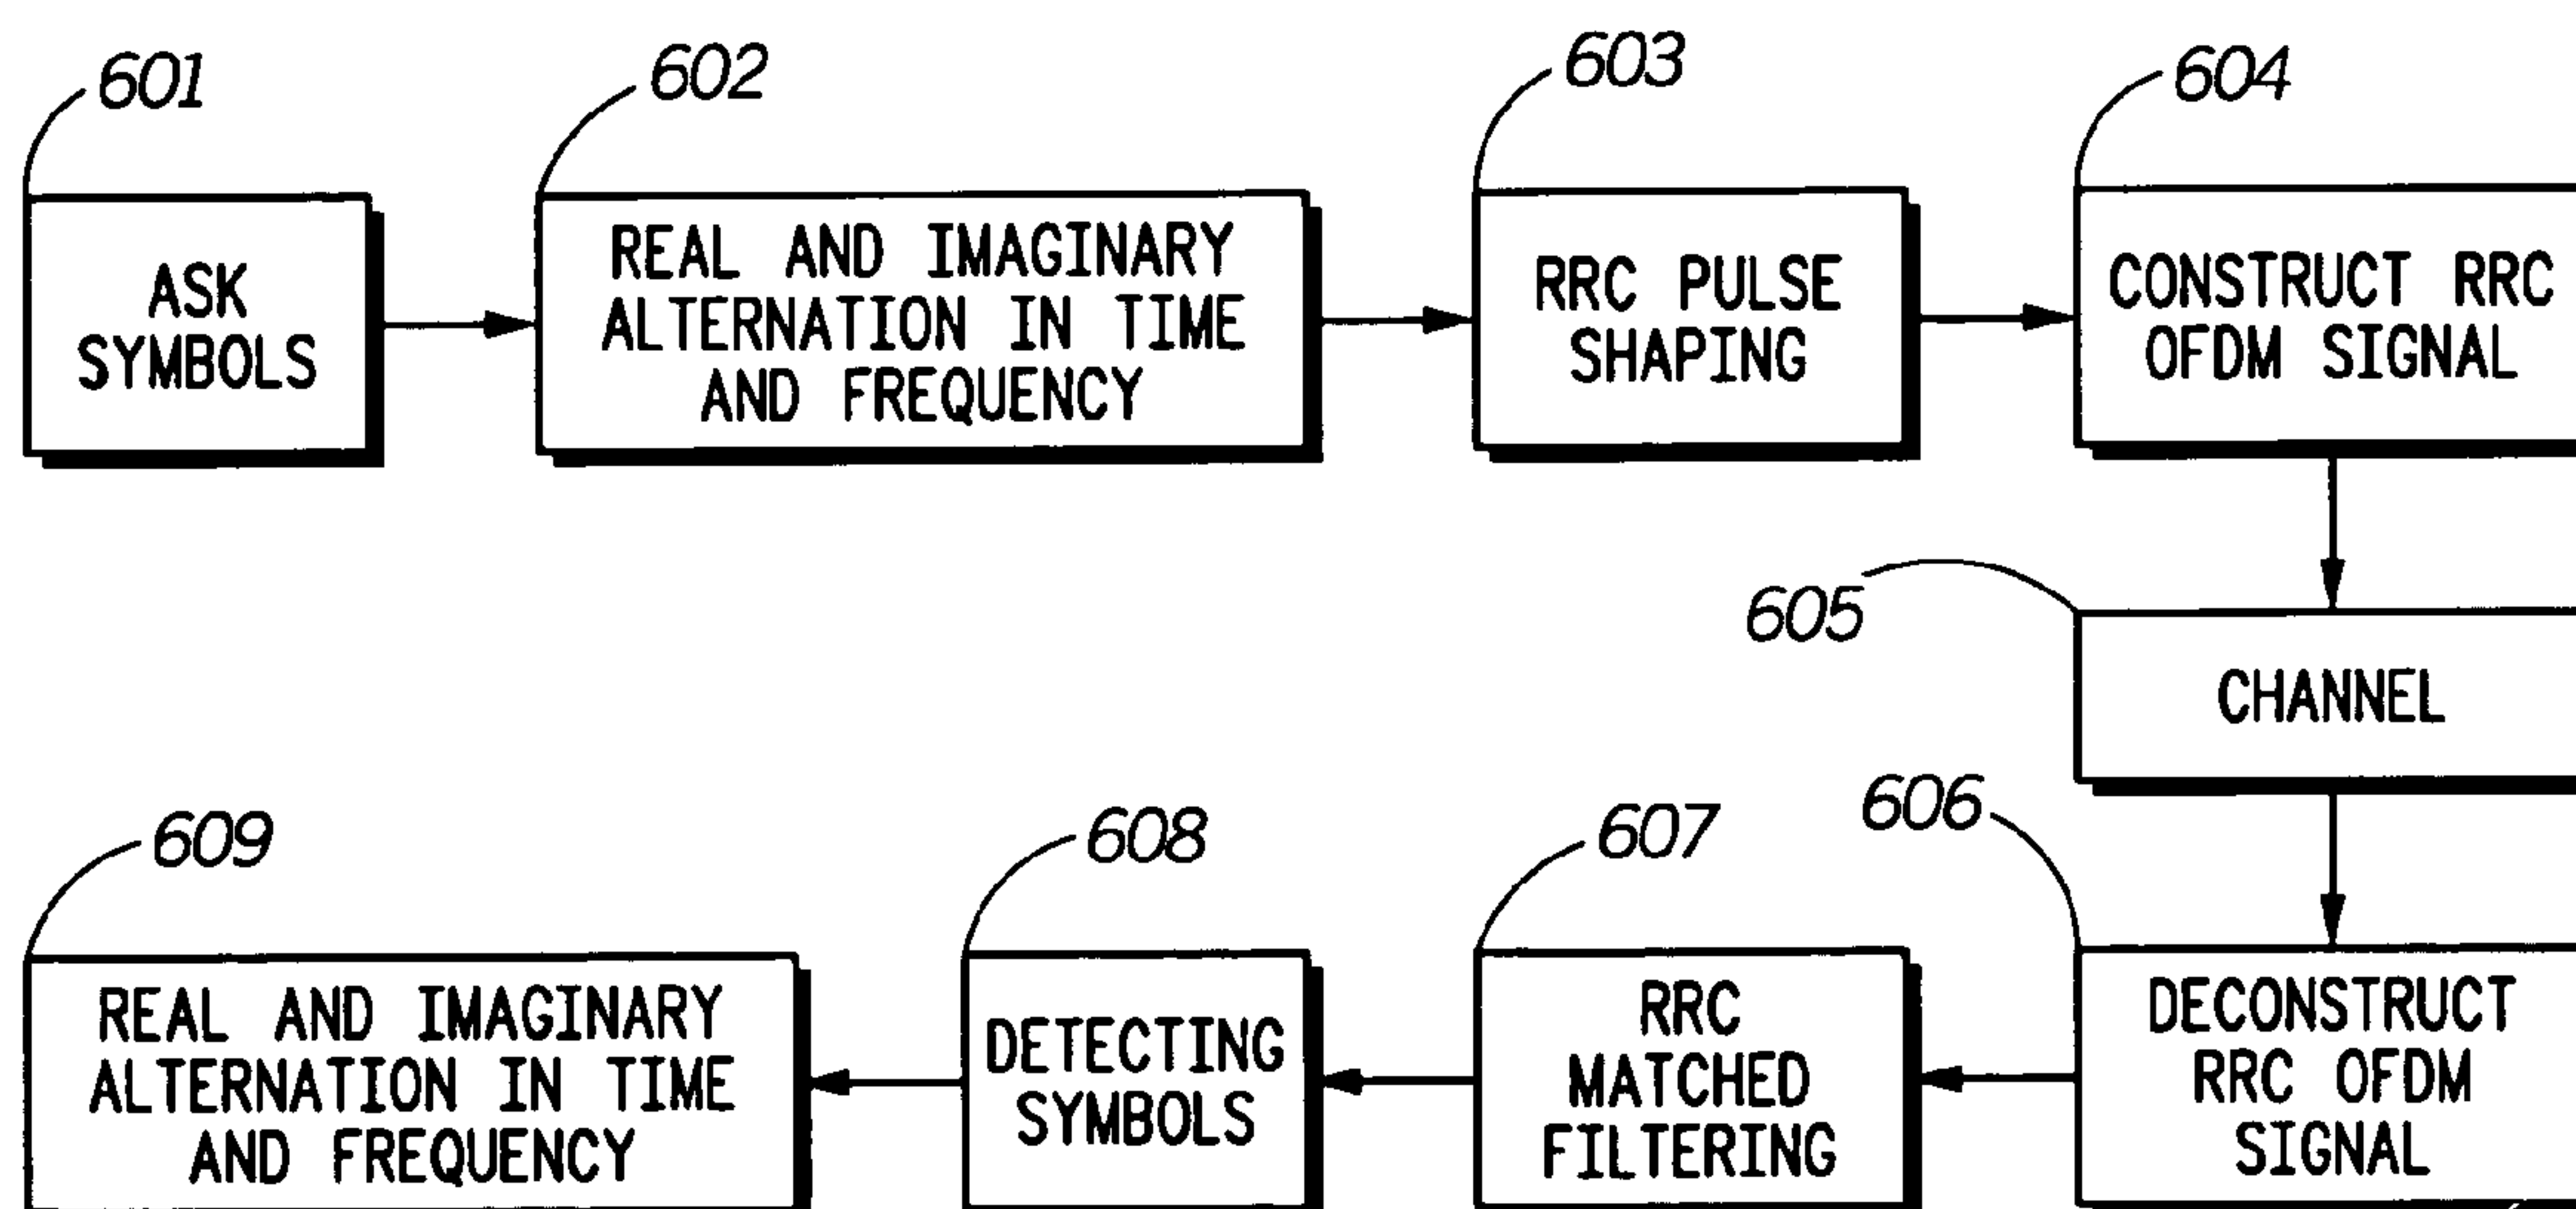 601
602
603
604
ASK
SYMBOLS
REAL AND IMAGINARY
ALTERNATION IN TIME
AND FREQUENCY
RRC PULSE
SHAPING
CONSTRUCT RRC
OFDM SIGNAL
605
CHANNEL
609
608
607
606
REAL AND IMAGINARY
ALTERNATION IN TIME
AND FREQUENCY
DETECTING
SYMBOLS
RRC
MATCHED
FILTERING
DECONSTRUCT
RRC OFDM
SIGNAL